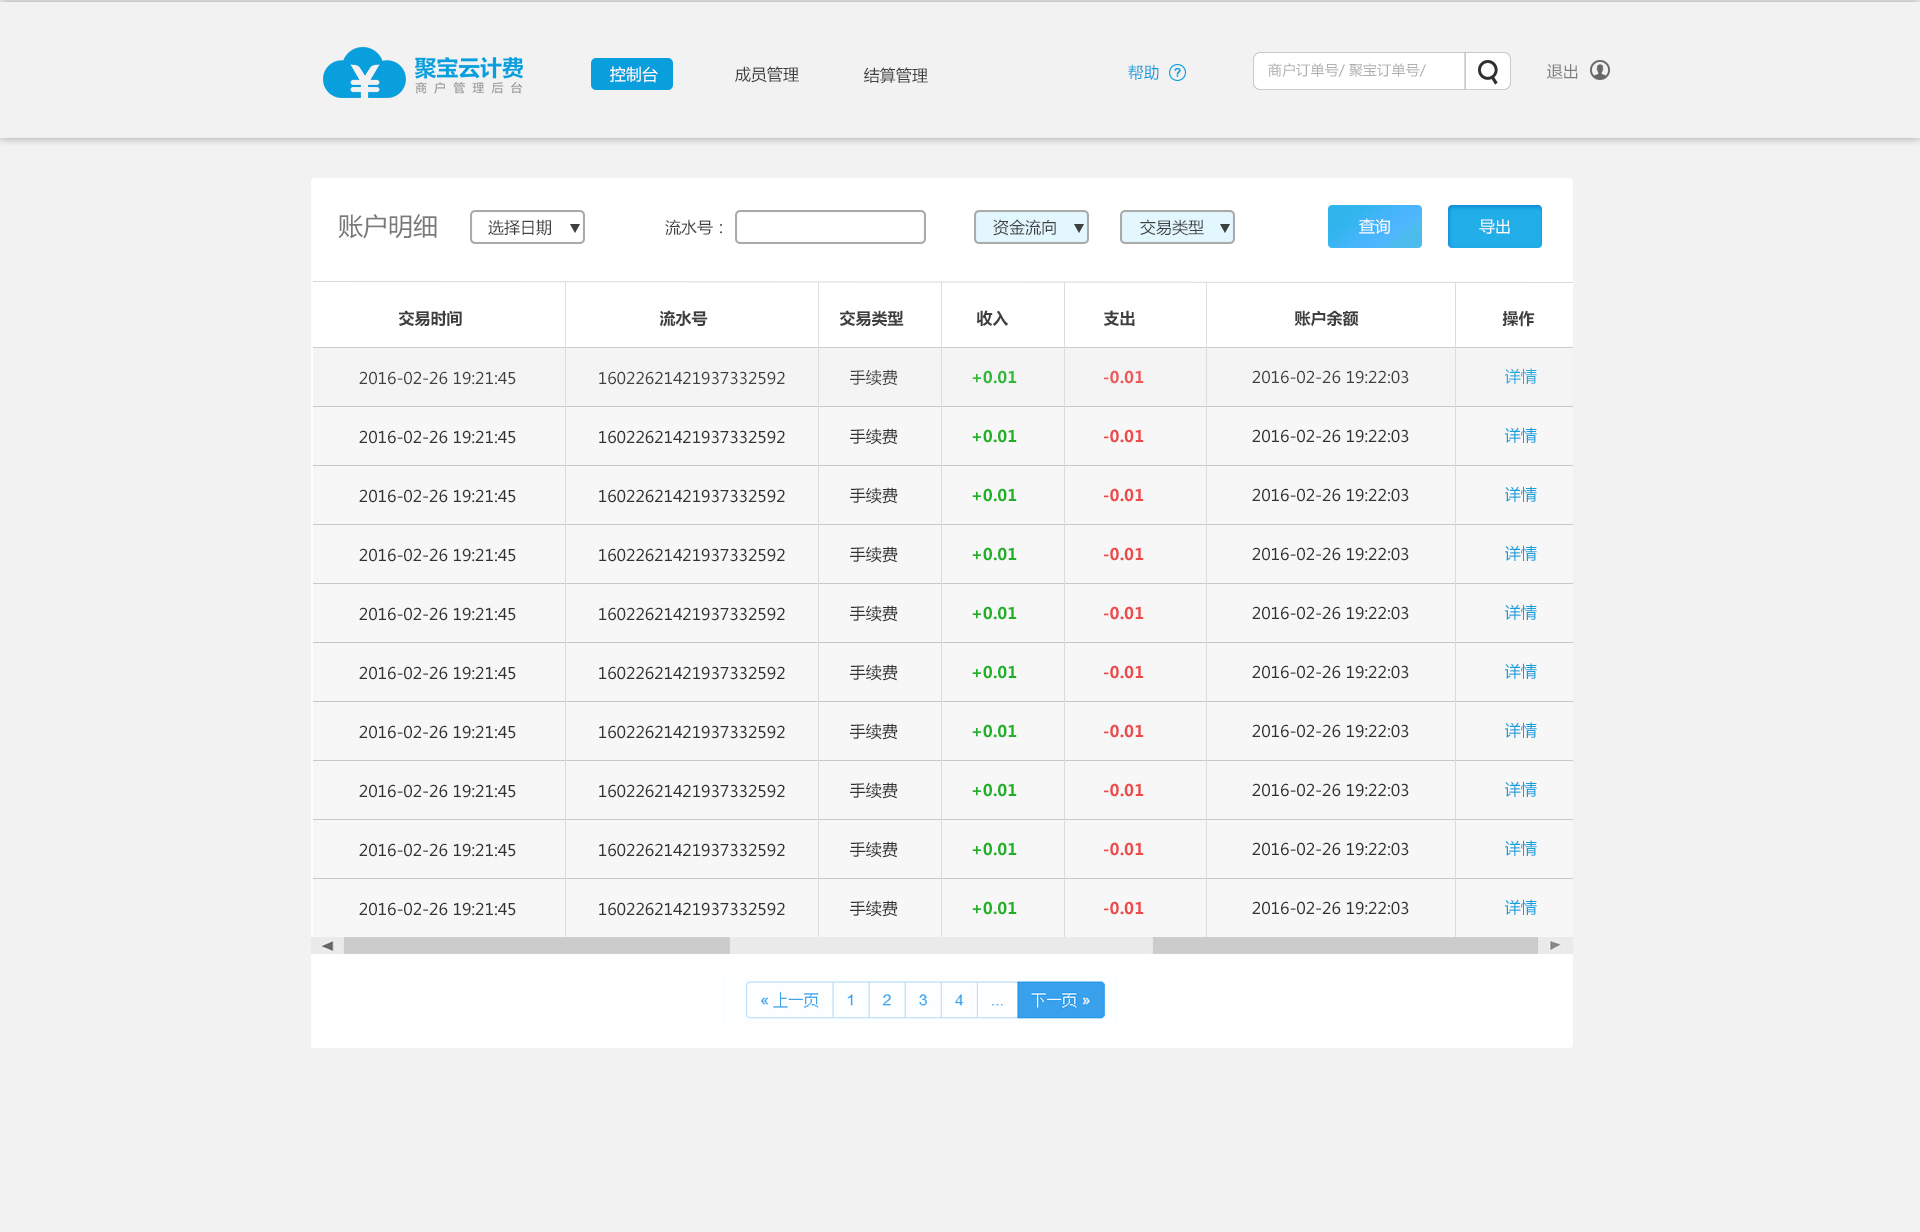 聚宝云计费
商户管理后台
控制台 成员管理 结算管理 帮助 ? 商户订单号/ 聚宝订单号/ 退出
账户明细 选择日期 ▼ 流水号： 资金流向 ▼ 交易类型 ▼ 查询 导出
交易时间 流水号 交易类型 收入 支出 账户余额 操作
2016-02-26 19:21:45 16022621421937332592 手续费 +0.01 -0.01 2016-02-26 19:22:03 详情
2016-02-26 19:21:45 16022621421937332592 手续费 +0.01 -0.01 2016-02-26 19:22:03 详情
2016-02-26 19:21:45 16022621421937332592 手续费 +0.01 -0.01 2016-02-26 19:22:03 详情
2016-02-26 19:21:45 16022621421937332592 手续费 +0.01 -0.01 2016-02-26 19:22:03 详情
2016-02-26 19:21:45 16022621421937332592 手续费 +0.01 -0.01 2016-02-26 19:22:03 详情
2016-02-26 19:21:45 16022621421937332592 手续费 +0.01 -0.01 2016-02-26 19:22:03 详情
2016-02-26 19:21:45 16022621421937332592 手续费 +0.01 -0.01 2016-02-26 19:22:03 详情
2016-02-26 19:21:45 16022621421937332592 手续费 +0.01 -0.01 2016-02-26 19:22:03 详情
2016-02-26 19:21:45 16022621421937332592 手续费 +0.01 -0.01 2016-02-26 19:22:03 详情
2016-02-26 19:21:45 16022621421937332592 手续费 +0.01 -0.01 2016-02-26 19:22:03 详情
« 上一页 1 2 3 4 ... 下一页 »